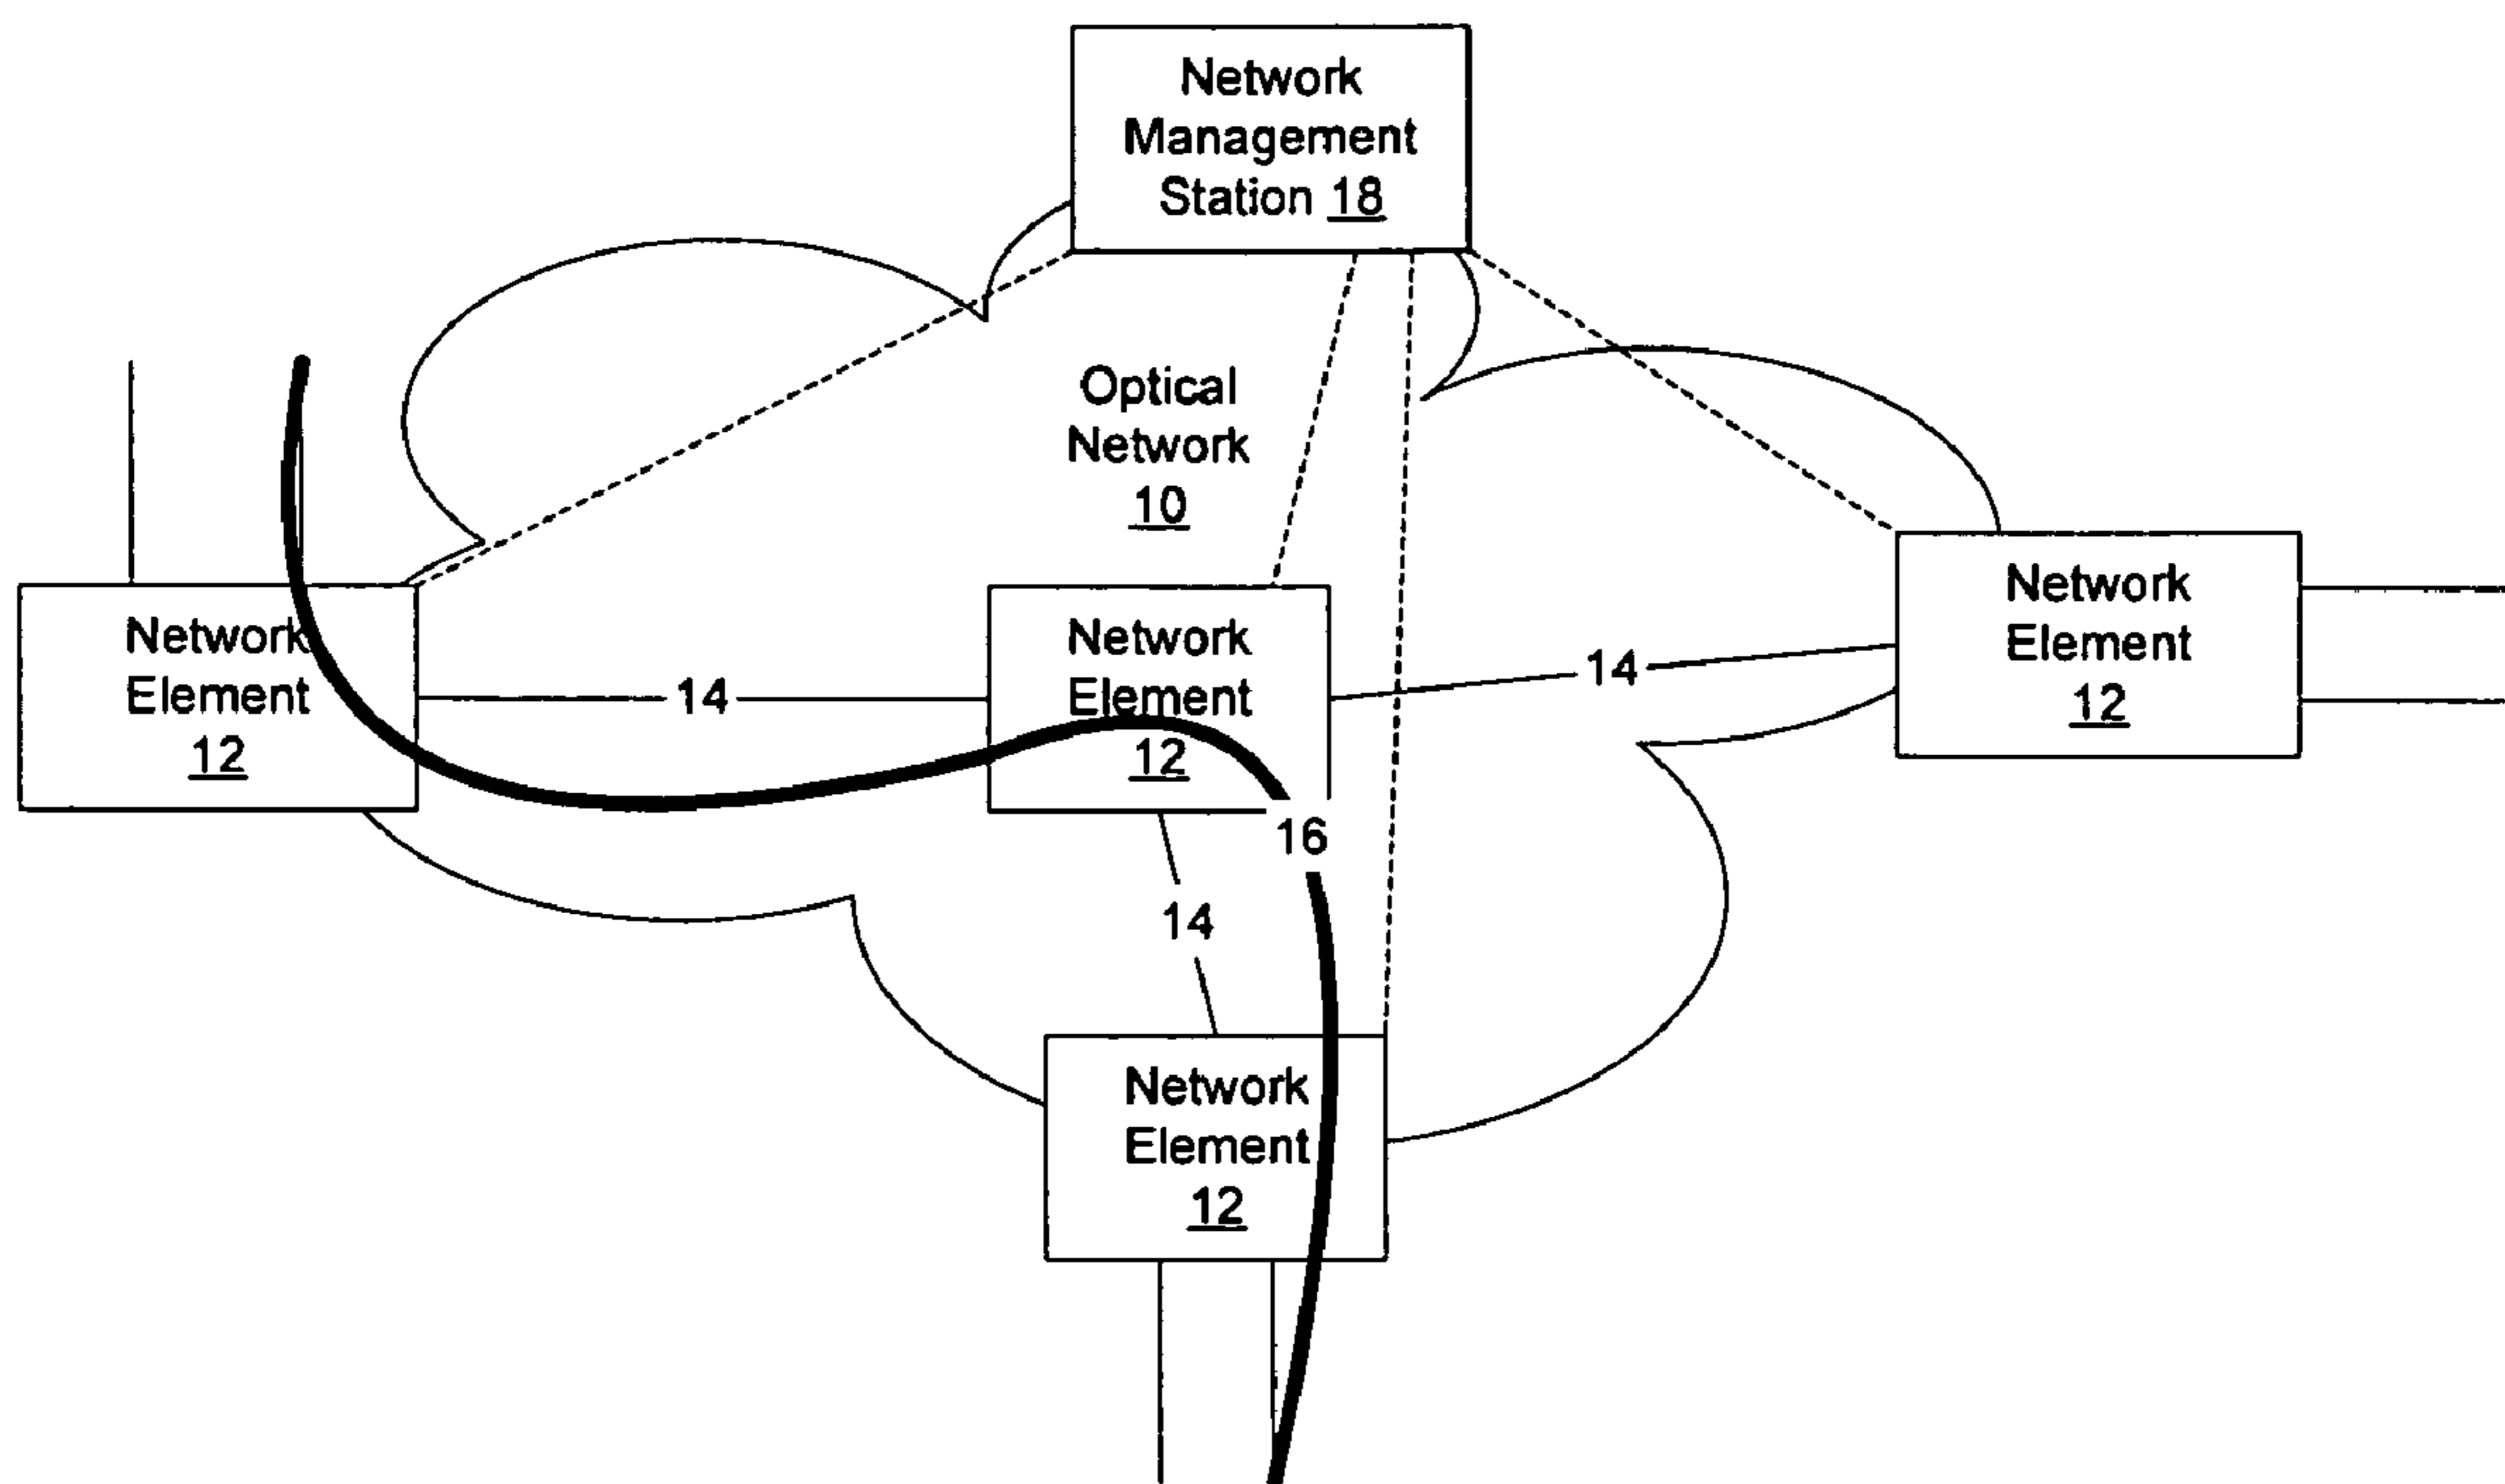 Network
Management
Station 18
Optical
Network
10
Network
Element
12
14
Network
Element
12
14
Network
Element
12
16
14
Network
Element
12